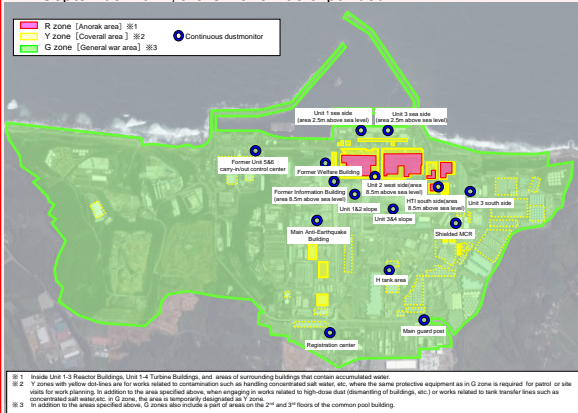 R zone [Anorak area] ※1
Y zone [Coverall area] ※2
G zone [General war area] ※3
Continuous dustmonitor
Unit 1 sea side
(area 2.5m above sea level)
Unit 3 sea side
(area 2.5m above sea level)
Former Unit 5&6
carry-in/out control center
Former Welfare Building
Unit 2 west side(area
8.5m above sea level)
Former Information Building
(area 8.5m above sea level)
HTI south side(area
8.5m above sea level)
Unit 3 south side
Unit 1&2 slope
Unit 3&4 slope
Main Anti-Earthquake
Building
Shielded MCR
H tank area
Main guard post
Registration center
※ 1 Inside Unit 1-3 Reactor Buildings, Unit 1-4 Turbine Buildings, and areas of surrounding buildings that contain accumulated water.
※ 2 Y zones with yellow dot-lines are for works related to contamination such as handling concentrated salt water, etc, where the same protective equipment as in G zone is required for patrol or site
visits for work planning. In addition to the area specified above, when engaging in works related to high-dose dust (dismantling of buildings, etc.) or works related to tank transfer lines such as
concentrated salt water,etc. in G zone, the area is temporarily designated as Y zone.
※ 3 In addition to the areas specified above, G zones also include a part of areas on the 2nd and 3rd floors of the common pool building.